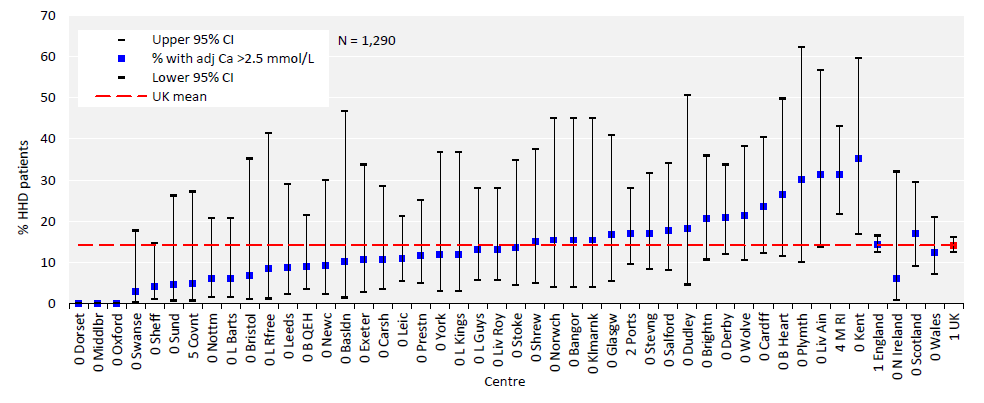 70
60
50
40
30
20
10
0
% HHD patients
Upper 95% CI
% with adj Ca >2.5 mmol/L
Lower 95% CI
UK mean
N = 1,290
0 Dorset
0 Middlbr
0 Oxford
0 Swanse
0 Sheff
0 Sund
5 Covnt
0 Nottm
0 L Barts
0 Bristol
0 L Rfree
0 Leeds
0 B QEH
0 Newc
0 Basldn
0 Exeter
0 Carsh
0 Leic
0 Prestn
0 York
0 L Kings
0 L Guys
0 Liv Roy
0 Stoke
0 Shrew
0 Norwch
0 Bangor
0 Klmarnk
0 Glasgw
2 Ports
0 Stevng
0 Salford
0 Dudley
0 Brightn
0 Derby
0 Wolve
0 Cardff
0 B Heart
0 Plymth
0 Liv Ain
4 M RI
0 Kent
1 England
0 N Ireland
0 Scotland
0 Wales
1 UK
Centre